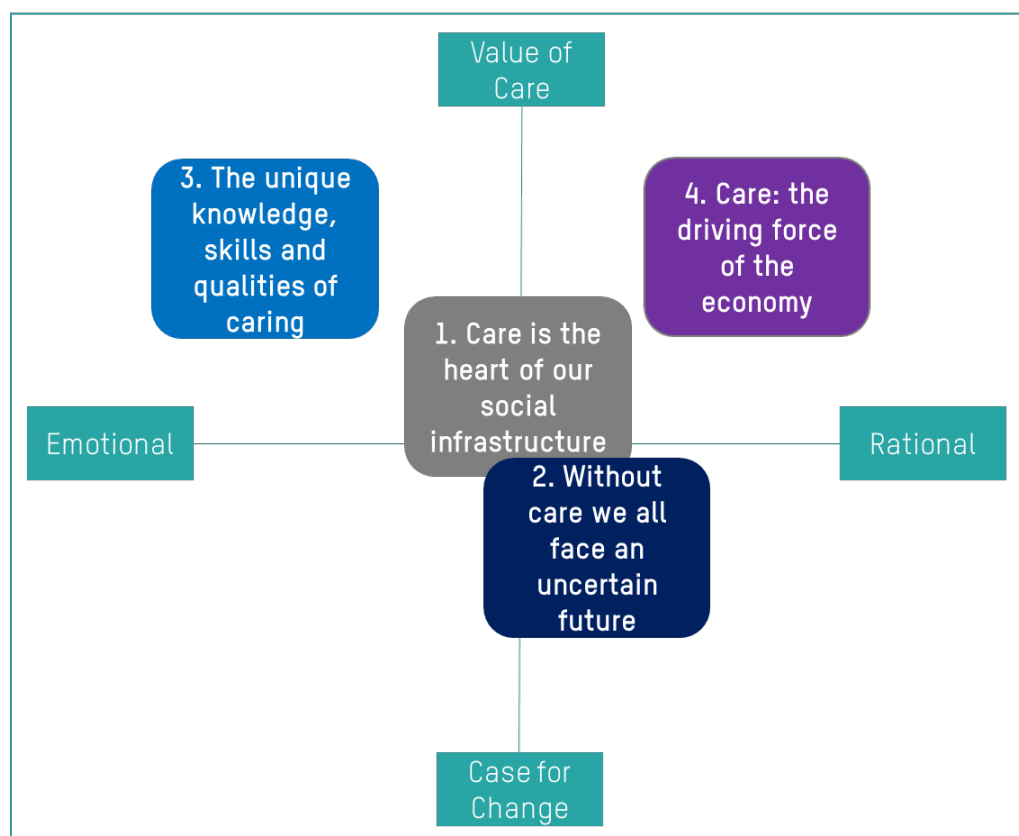 Value of
Care
3. The unique
knowledge,
skills and
qualities of
caring
4. Care: the
driving force
of the
economy
1. Care is the
heart of our
social
infrastructure
Emotional
Rational
2. Without
care we all
face an
uncertain
future
Case for
Change